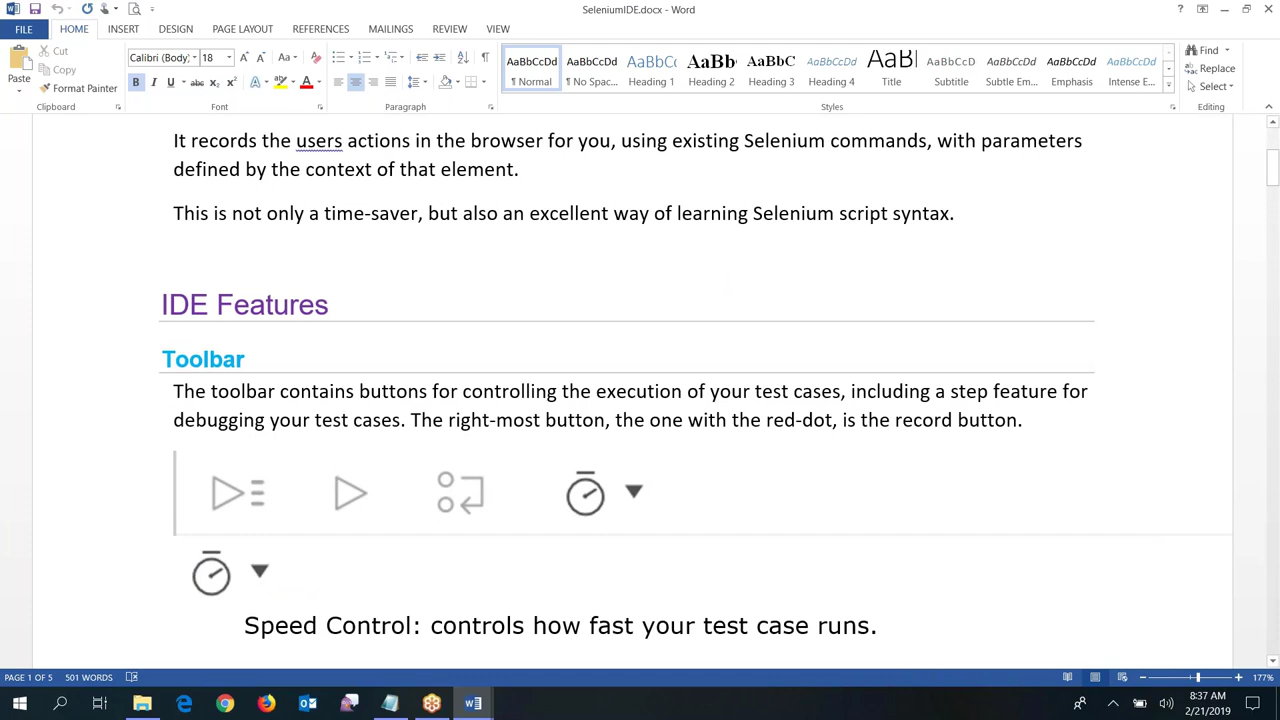 SeleniumIDE.docx - Word
FILE HOME INSERT DESIGN PAGE LAYOUT REFERENCES MAILINGS REVIEW VIEW
Paste
Cut
Copy
Format Painter
Clipboard
Calibri (Body) 18
Font
Paragraph
AaBbCcDd AaBbCcDd AaBbC AaBb AaBbC AaBbCcDd AaB AaBbCcD AaBbCcDd AaBbCcDd AaBbCcDd
¶ Normal ¶ No Spac... Heading 1 Heading 2 Heading 3 Heading 4 Title Subtitle Subtle Em... Emphasis Intense E...
Styles
Find
Replace
Select
Editing
It records the users actions in the browser for you, using existing Selenium commands, with parameters
defined by the context of that element.
This is not only a time-saver, but also an excellent way of learning Selenium script syntax.
IDE Features
Toolbar
The toolbar contains buttons for controlling the execution of your test cases, including a step feature for
debugging your test cases. The right-most button, the one with the red-dot, is the record button.
Speed Control: controls how fast your test case runs.
PAGE 1 OF 5 501 WORDS 177%
8:37 AM
2/21/2019